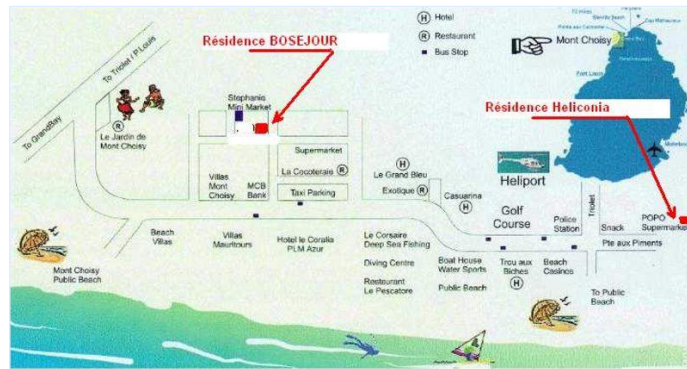 Hotel
Restaurant
Bus Stop
H
R
Résidence BOSEJOUR
Mont Choisy
Résidence Heliconia
To Triolet / P.Louis
To GrandBay
Stephanis
Mini Market
R
Le Jardin de
Mont Choisy
Supermarket
La Cocoteraie R
Taxi Parking
Villas
Mont
Choisy
MCB
Bank
H
Le Grand Bleu
Exotique R
Casuarina
H
Heliport
Golf
Course
Police
Station
Triolet
Snack
POPO
Supermarke
Pte aux Piments
Beach
Villas
Villas
Mauritours
Hotel le Coralia
PLM Azur
Le Corsaire
Deep Sea Fishing
Diving Centre
Restaurant
Le Pescatore
Boat House
Water Sports
Public Beach
Trou aux
Biches
H
Beach
Casinos
To Public
Beach
Mont Choisy
Public Beach